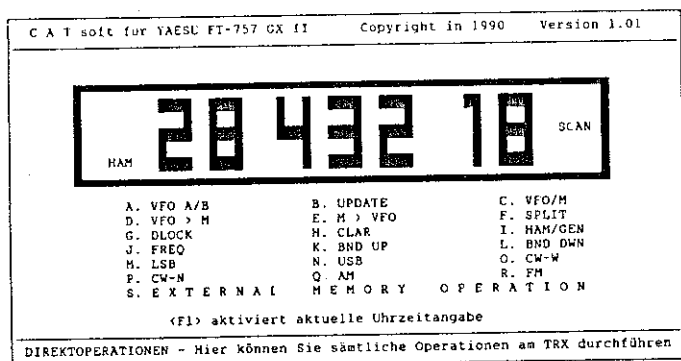 C A T soft fur YAESU FT-757 GX II Copyright in 1990 Version 1.01
HAM 28 432 18 SCAN
A. VFO A/B B. UPDATE C. VFO/M
D. VFO > M E. M > VFO F. SPLIT
G. DLOCK H. CLAR I. HAM/GEN
J. FREQ K. BND UP L. BND DWN
M. LSB N. USB O. CW-W
P. CW-N Q. AM R. FM
S. E X T E R N A L M E M O R Y O P E R A T I O N
<F1> aktiviert aktuelle Uhrzeitangabe
DIREKTOPERATIONEN - Hier können Sie sämtliche Operationen am TRX durchführen